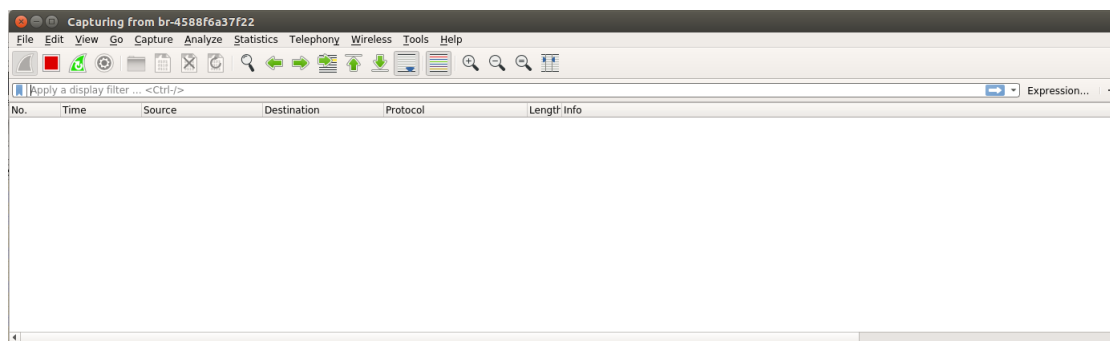 Capturing from br-4588f6a37f22
File Edit View Go Capture Analyze Statistics Telephony Wireless Tools Help
Apply a display filter ... <Ctrl-/> Expression...
No. Time Source Destination Protocol Length Info